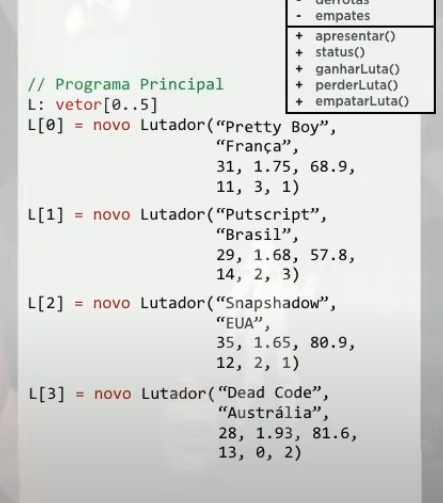 - derrotas
- empates
+ apresentar()
+ status()
+ ganharLuta()
+ perderLuta()
+ empatarLuta()
// Programa Principal
L: vetor[0..5]
L[0] = novo Lutador(“Pretty Boy”,
“França”,
31, 1.75, 68.9,
11, 3, 1)
L[1] = novo Lutador(“Putscript”,
“Brasil”,
29, 1.68, 57.8,
14, 2, 3)
L[2] = novo Lutador(“Snapshadow”,
“EUA”,
35, 1.65, 80.9,
12, 2, 1)
L[3] = novo Lutador(“Dead Code”,
“Austrália”,
28, 1.93, 81.6,
13, 0, 2)